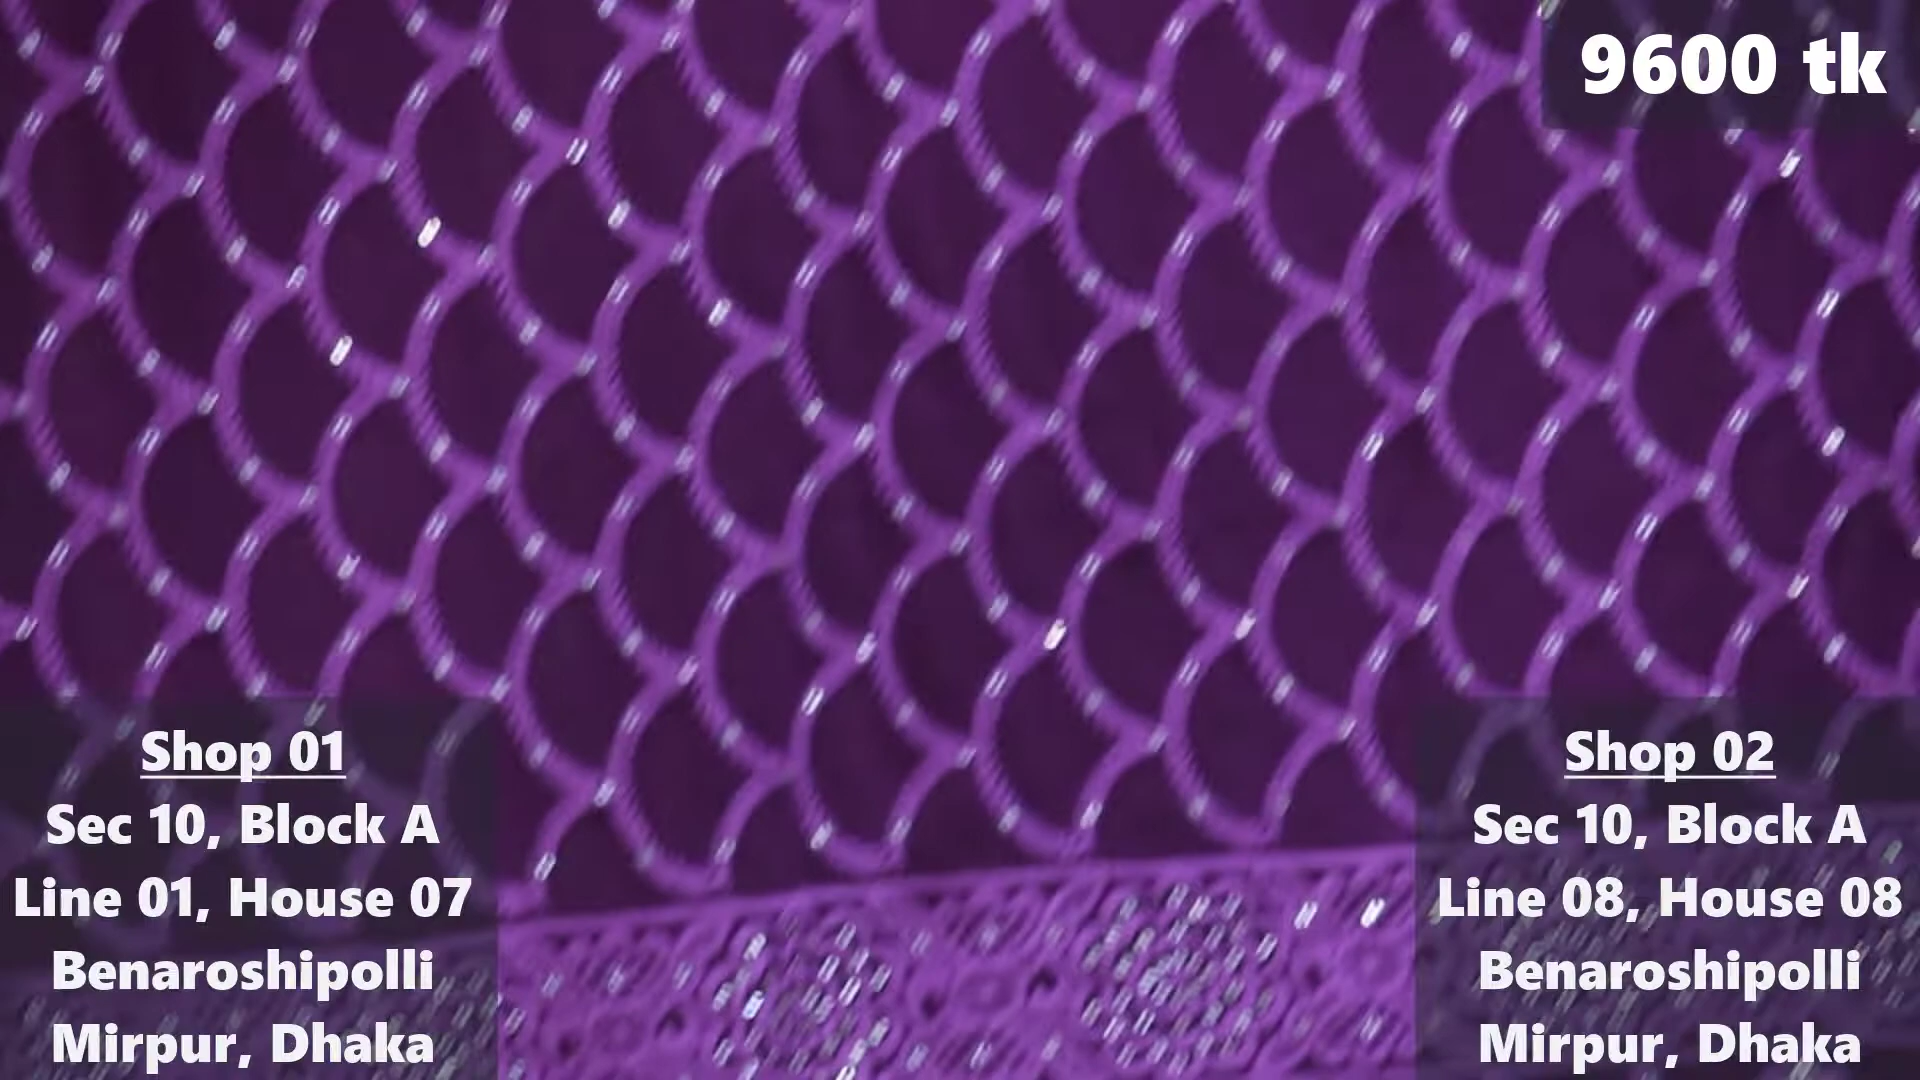 9600 tk
Shop 01
Sec 10, Block A
Line 01, House 07
Benaroshipolli
Mirpur, Dhaka
Shop 02
Sec 10, Block A
Line 08, House 08
Benaroshipolli
Mirpur, Dhaka